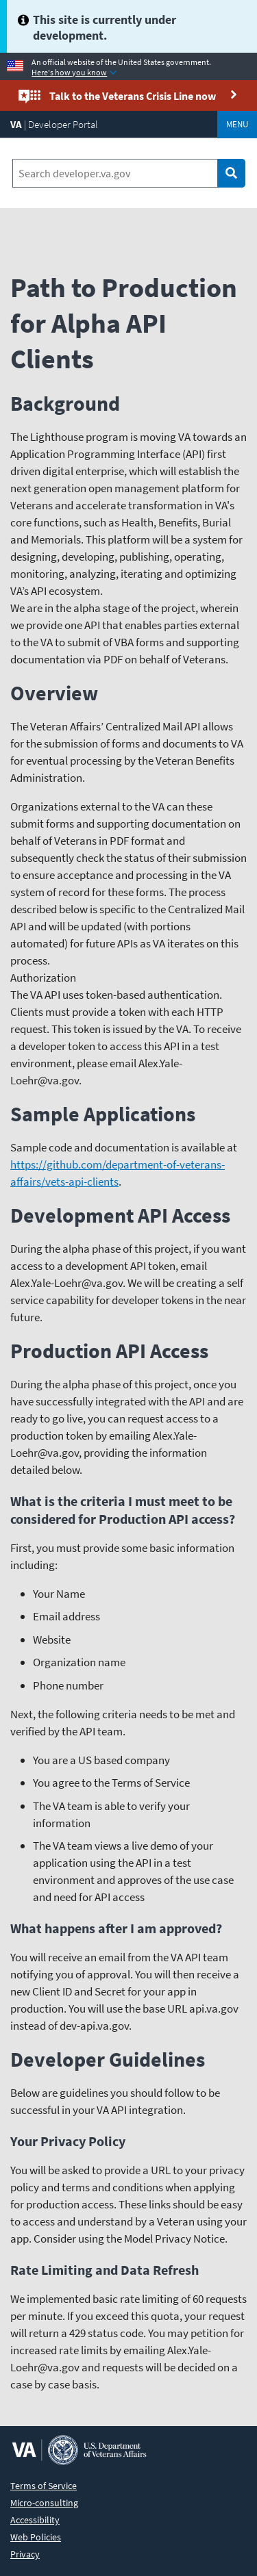 This site is currently under
development.
An official website of the United States government.
Here's how you know
Talk to the Veterans Crisis Line now
VA | Developer Portal
MENU
Search developer.va.gov
Path to Production
for Alpha API
Clients
Background
The Lighthouse program is moving VA towards an
Application Programming Interface (API) first
driven digital enterprise, which will establish the
next generation open management platform for
Veterans and accelerate transformation in VA's
core functions, such as Health, Benefits, Burial
and Memorials. This platform will be a system for
designing, developing, publishing, operating,
monitoring, analyzing, iterating and optimizing
VA's API ecosystem.
We are in the alpha stage of the project, wherein
we provide one API that enables parties external
to the VA to submit of VBA forms and supporting
documentation via PDF on behalf of Veterans.
Overview
The Veteran Affairs' Centralized Mail API allows
for the submission of forms and documents to VA
for eventual processing by the Veteran Benefits
Administration.
Organizations external to the VA can these
submit forms and supporting documentation on
behalf of Veterans in PDF format and
subsequently check the status of their submission
to ensure acceptance and processing in the VA
system of record for these forms. The process
described below is specific to the Centralized Mail
API and will be updated (with portions
automated) for future APIs as VA iterates on this
process.
Authorization
The VA API uses token-based authentication.
Clients must provide a token with each HTTP
request. This token is issued by the VA. To receive
a developer token to access this API in a test
environment, please email Alex.Yale-
Loehr@va.gov.
Sample Applications
Sample code and documentation is available at
https://github.com/department-of-veterans-
affairs/vets-api-clients.
Development API Access
During the alpha phase of this project, if you want
access to a development API token, email
Alex.Yale-Loehr@va.gov. We will be creating a self
service capability for developer tokens in the near
future.
Production API Access
During the alpha phase of this project, once you
have successfully integrated with the API and are
ready to go live, you can request access to a
production token by emailing Alex.Yale-
Loehr@va.gov, providing the information
detailed below.
What is the criteria I must meet to be
considered for Production API access?
First, you must provide some basic information
including:
• Your Name
• Email address
• Website
• Organization name
• Phone number
Next, the following criteria needs to be met and
verified by the API team.
• You are a US based company
• You agree to the Terms of Service
• The VA team is able to verify your
information
• The VA team views a live demo of your
application using the API in a test
environment and approves of the use case
and need for API access
What happens after I am approved?
You will receive an email from the VA API team
notifying you of approval. You will then receive a
new Client ID and Secret for your app in
production. You will use the base URL api.va.gov
instead of dev-api.va.gov.
Developer Guidelines
Below are guidelines you should follow to be
successful in your VA API integration.
Your Privacy Policy
You will be asked to provide a URL to your privacy
policy and terms and conditions when applying
for production access. These links should be easy
to access and understand by a Veteran using your
app. Consider using the Model Privacy Notice.
Rate Limiting and Data Refresh
We implemented basic rate limiting of 60 requests
per minute. If you exceed this quota, your request
will return a 429 status code. You may petition for
increased rate limits by emailing Alex.Yale-
Loehr@va.gov and requests will be decided on a
case by case basis.
VA
U.S. Department
of Veterans Affairs
Terms of Service
Micro-consulting
Accessibility
Web Policies
Privacy